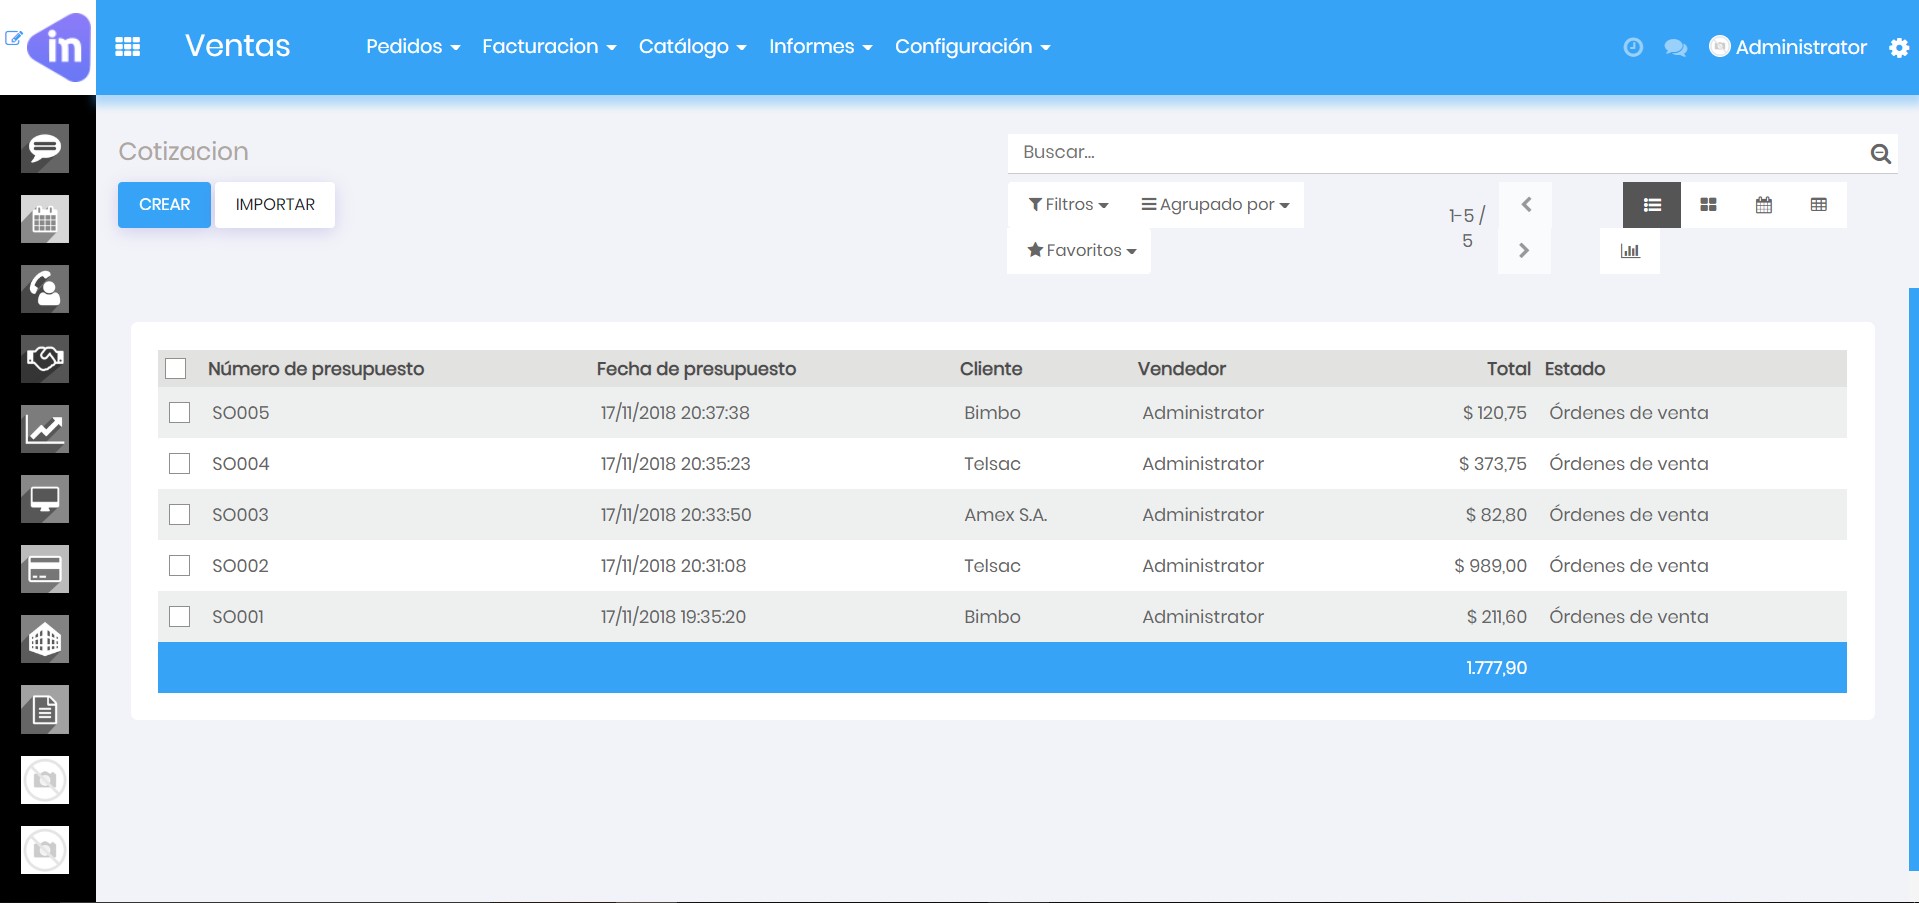 in
Ventas
Pedidos Facturacion Catálogo Informes Configuración
Administrator
Cotizacion
Buscar...
CREAR IMPORTAR
Filtros Agrupado por
Favoritos
1-5 /
5
Número de presupuesto Fecha de presupuesto Cliente Vendedor Total Estado
SO005 17/11/2018 20:37:38 Bimbo Administrator $ 120,75 Órdenes de venta
SO004 17/11/2018 20:35:23 Telsac Administrator $ 373,75 Órdenes de venta
SO003 17/11/2018 20:33:50 Amex S.A. Administrator $ 82,80 Órdenes de venta
SO002 17/11/2018 20:31:08 Telsac Administrator $ 989,00 Órdenes de venta
SO001 17/11/2018 19:35:20 Bimbo Administrator $ 211,60 Órdenes de venta
1.777,90